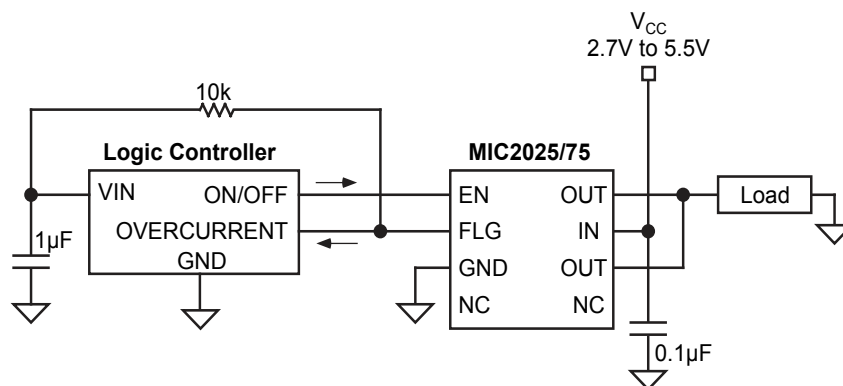 V_CC
2.7V to 5.5V
10k
Logic Controller
MIC2025/75
VIN
ON/OFF
EN
OUT
Load
OVERCURRENT
FLG
IN
1µF
GND
GND
OUT
NC
NC
0.1µF